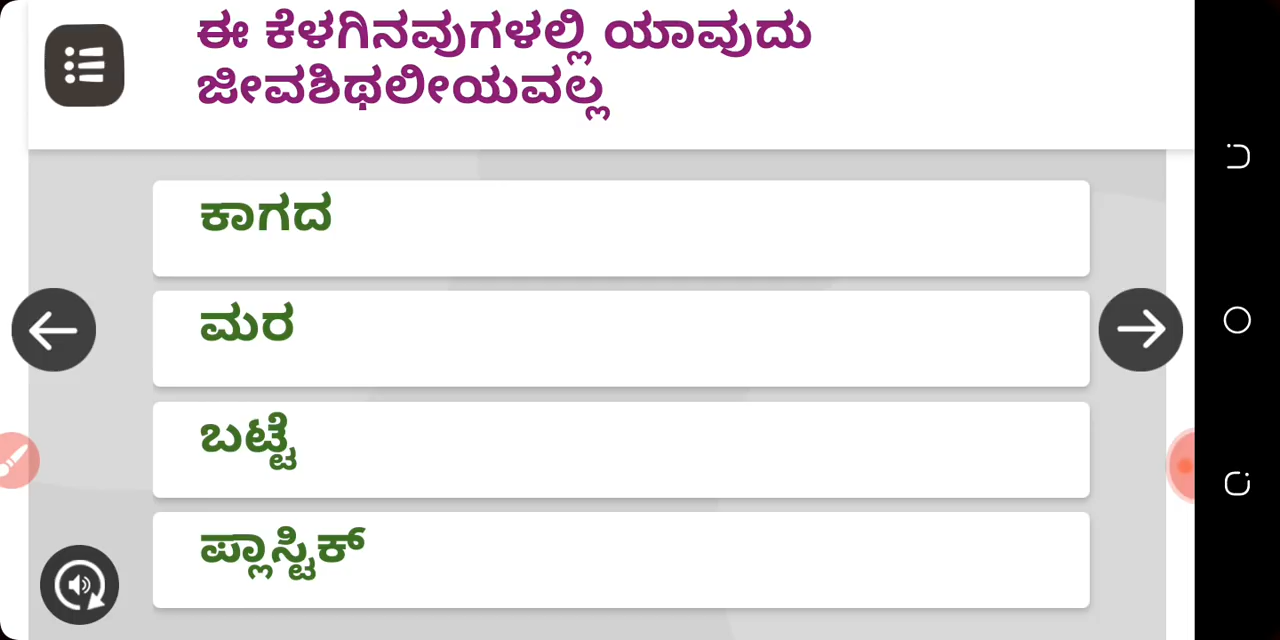 ಈ ಕೆಳಗಿನವುಗಳಲ್ಲಿ ಯಾವುದು
ಜೀವಶಿಥಲೀಯವಲ್ಲ
ಕಾಗದ
ಮರ
ಬಟ್ಟೆ
ಪ್ಲಾಸ್ಟಿಕ್